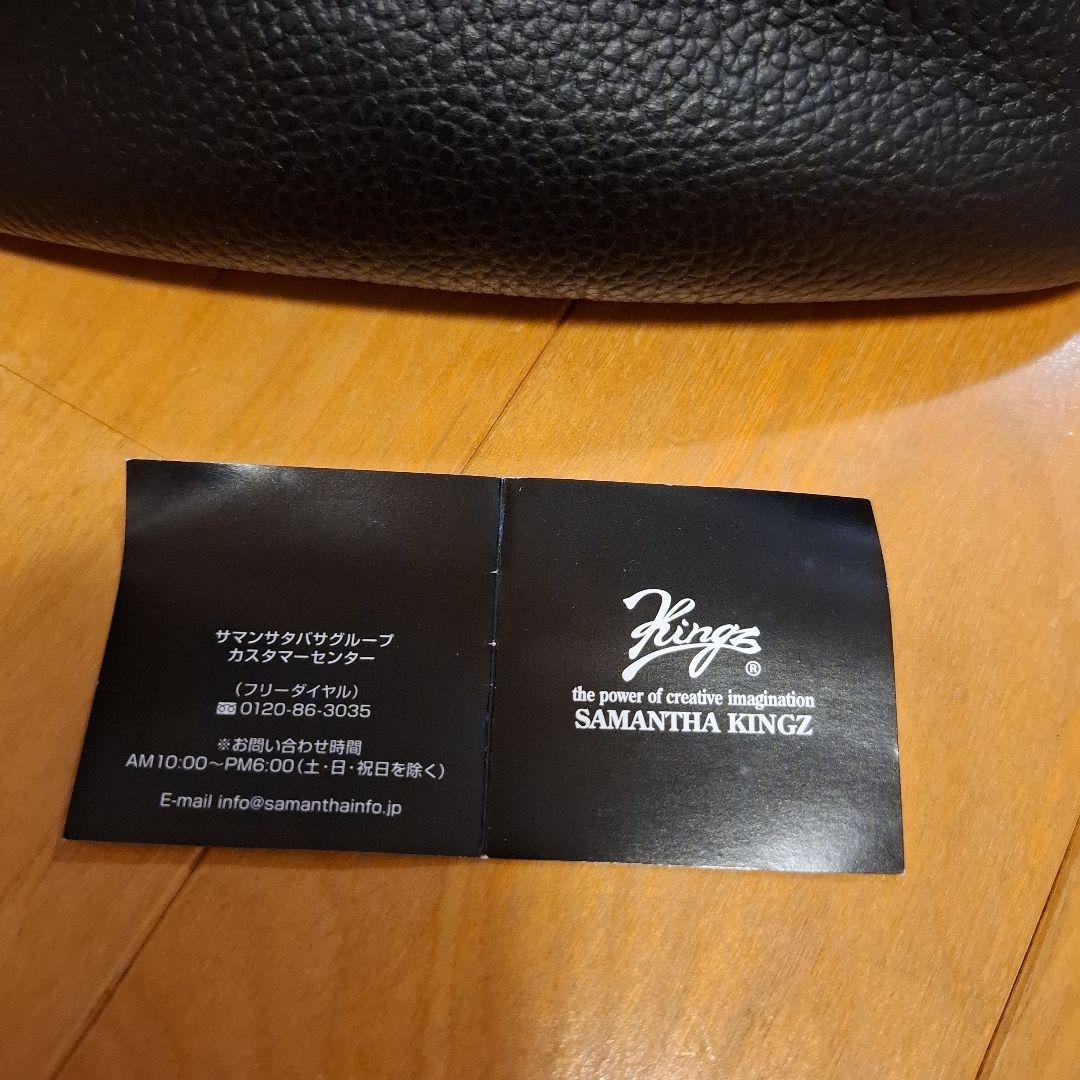 サマンサタバサグループ
カスタマーセンター
(フリーダイヤル)
0120-86-3035
※お問い合わせ時間
AM10:00～PM6:00(土・日・祝日を除く)
E-mail info@samanthainfo.jp
Kingz
®
the power of creative imagination
SAMANTHA KINGZ